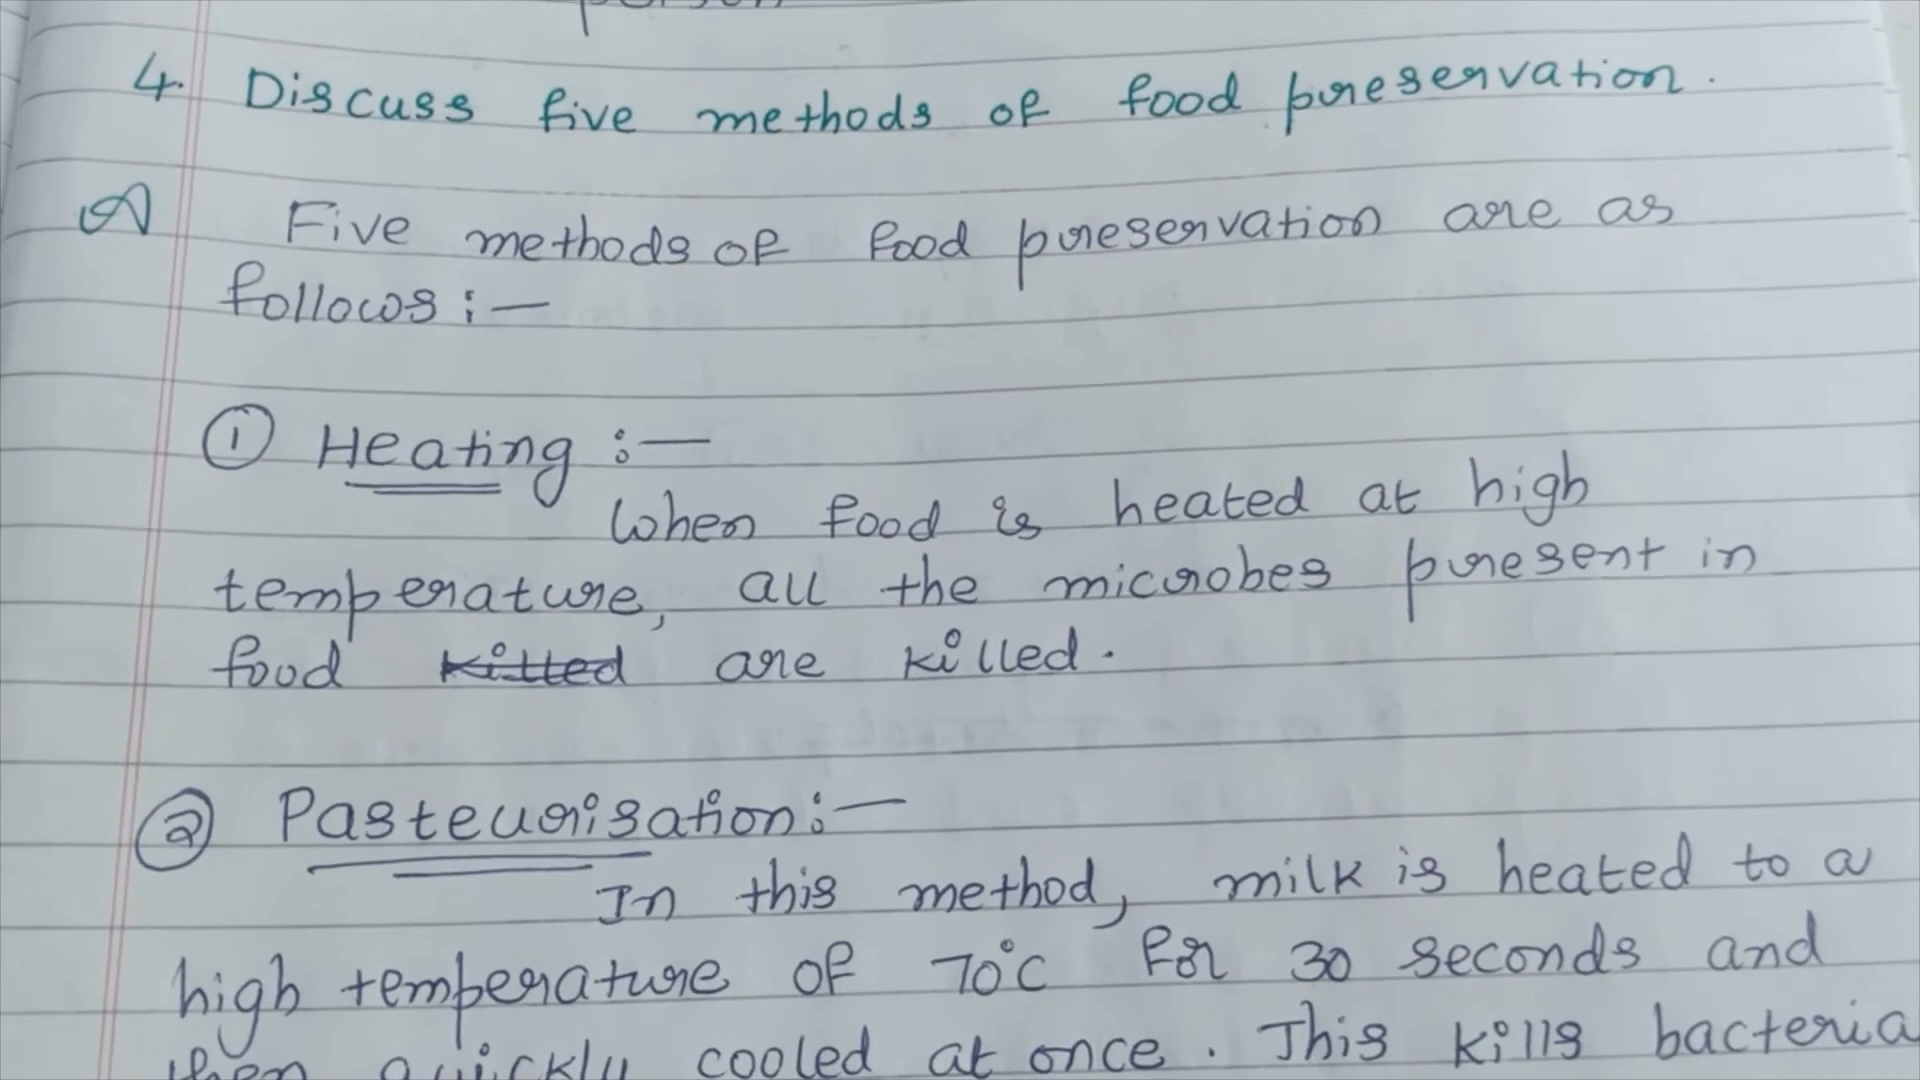 4. Discuss five methods of food preservation.
A Five methods of food preservation are as
follows :-
① Heating :-
When food is heated at high
temperature, all the microbes present in
food killed are killed.
② Pasteurisation :-
In this method, milk is heated to a
high temperature of 70°C for 30 seconds and
then quickly cooled at once. This kills bacteria